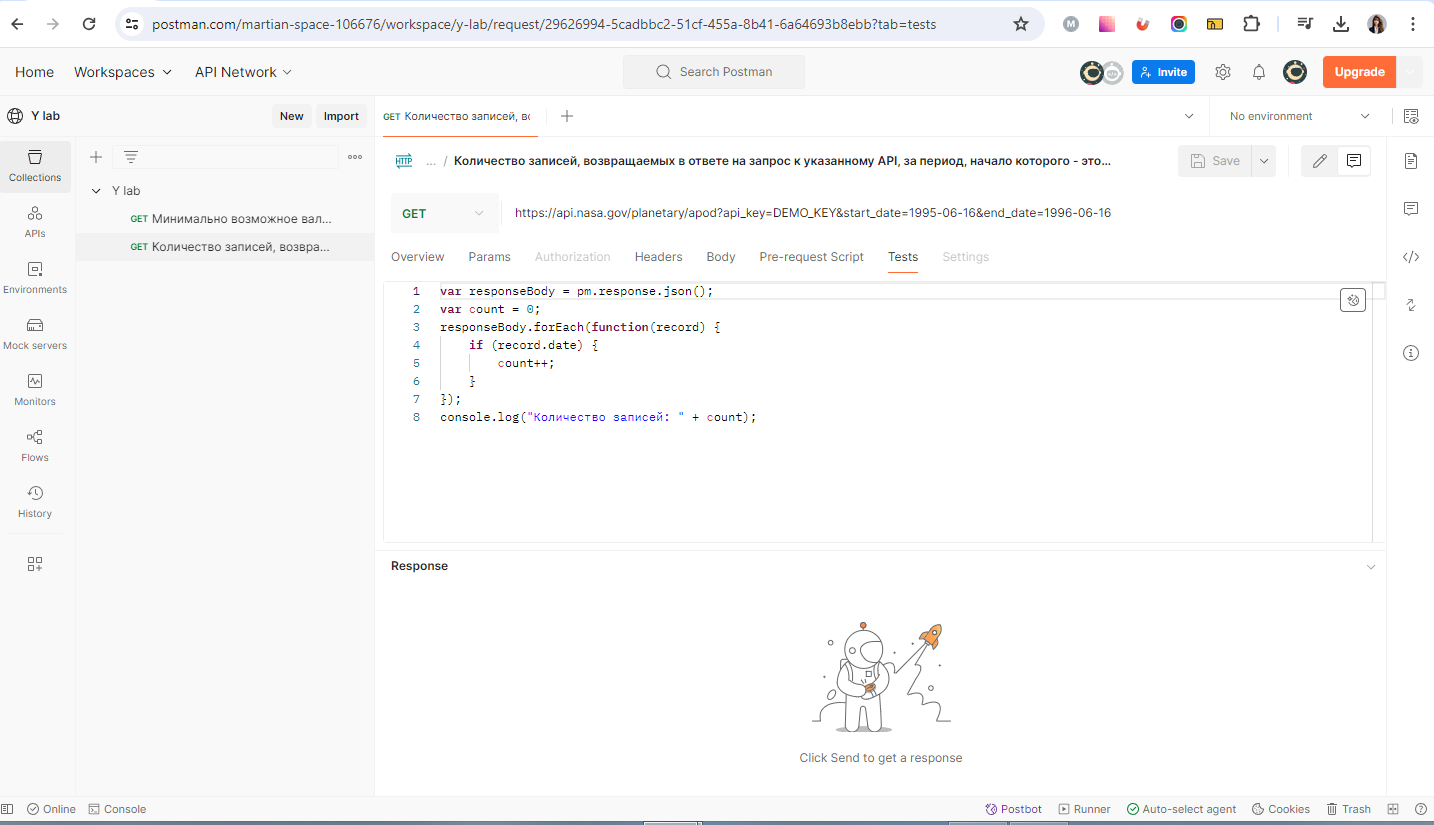 postman.com/martian-space-106676/workspace/y-lab/request/29626994-5cadbbc2-51cf-455a-8b41-6a64693b8ebb?tab=tests
Home Workspaces API Network Search Postman Invite Upgrade
Y lab New Import GET Количество записей, вс No environment
Collections
... / Количество записей, возвращаемых в ответе на запрос к указанному API, за период, начало которого - это... Save
Y lab
GET Минимально возможное вал...
GET https://api.nasa.gov/planetary/apod?api_key=DEMO_KEY&start_date=1995-06-16&end_date=1996-06-16
APIs
GET Количество записей, возвра...
Overview Params Authorization Headers Body Pre-request Script Tests Settings
Environments
1 var responseBody = pm.response.json();
2 var count = 0;
3 responseBody.forEach(function(record) {
Mock servers
4 if (record.date) {
5 count++;
6 }
Monitors
7 });
8 console.log("Количество записей: " + count);
Flows
History
Response
Click Send to get a response
Online Console Postbot Runner Auto-select agent Cookies Trash